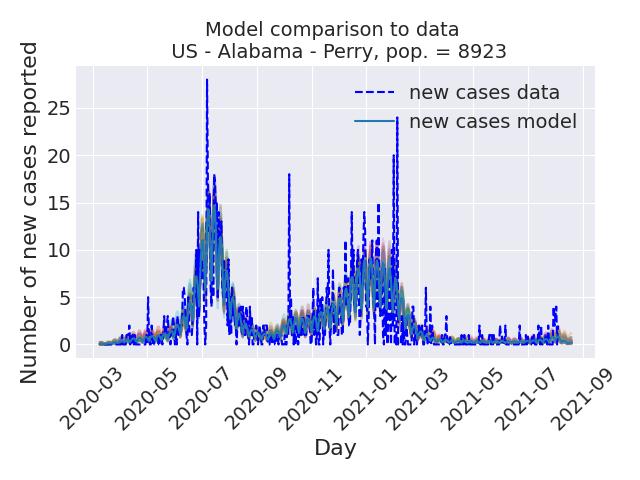 Model comparison to data
US - Alabama - Perry, pop. = 8923
Number of new cases reported
25
20
15
10
5
0
new cases data
new cases model
2020-03
2020-05
2020-07
2020-09
2020-11
2021-01
2021-03
2021-05
2021-07
2021-09
Day